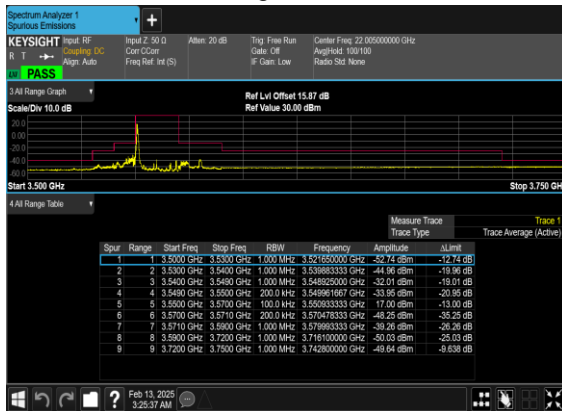 Spectrum Analyzer 1
Spurious Emissions
KEYSIGHT Input: RF Input Z: 50 Ω Atten: 20 dB Trig: Free Run Center Freq: 22.005000000 GHz
R T Coupling: DC Corr CCorr Gate: Off Avg|Hold: 100/100
Align: Auto Freq Ref: Int (S) IF Gain: Low Radio Std: None
PASS
3 All Range Graph Ref Lvl Offset 15.87 dB
Scale/Div 10.0 dB Ref Value 30.00 dBm
20.0
0.00
-20.0
-40.0
-60.0
Start 3.500 GHz Stop 3.750 GH
4 All Range Table
Measure Trace Trace 1
Trace Type Trace Average (Active)
Spur Range Start Freq Stop Freq RBW Frequency Amplitude ΔLimit
1 1 3.5000 GHz 3.5300 GHz 1.000 MHz 3.521650000 GHz -52.74 dBm -12.74 dB
2 2 3.5300 GHz 3.5400 GHz 1.000 MHz 3.539883333 GHz -44.96 dBm -19.96 dB
3 3 3.5400 GHz 3.5490 GHz 1.000 MHz 3.548925000 GHz -32.01 dBm -19.01 dB
4 4 3.5490 GHz 3.5500 GHz 200.0 kHz 3.549961667 GHz -33.95 dBm -20.95 dB
5 5 3.5500 GHz 3.5700 GHz 100.0 kHz 3.550933333 GHz 17.00 dBm -13.00 dB
6 6 3.5700 GHz 3.5710 GHz 200.0 kHz 3.570478333 GHz -48.25 dBm -35.25 dB
7 7 3.5710 GHz 3.5900 GHz 1.000 MHz 3.579993333 GHz -39.26 dBm -26.26 dB
8 8 3.5900 GHz 3.7200 GHz 1.000 MHz 3.716100000 GHz -50.03 dBm -25.03 dB
9 9 3.7200 GHz 3.7500 GHz 1.000 MHz 3.742800000 GHz -49.64 dBm -9.638 dB
? Feb 13, 2025
3:25:37 AM